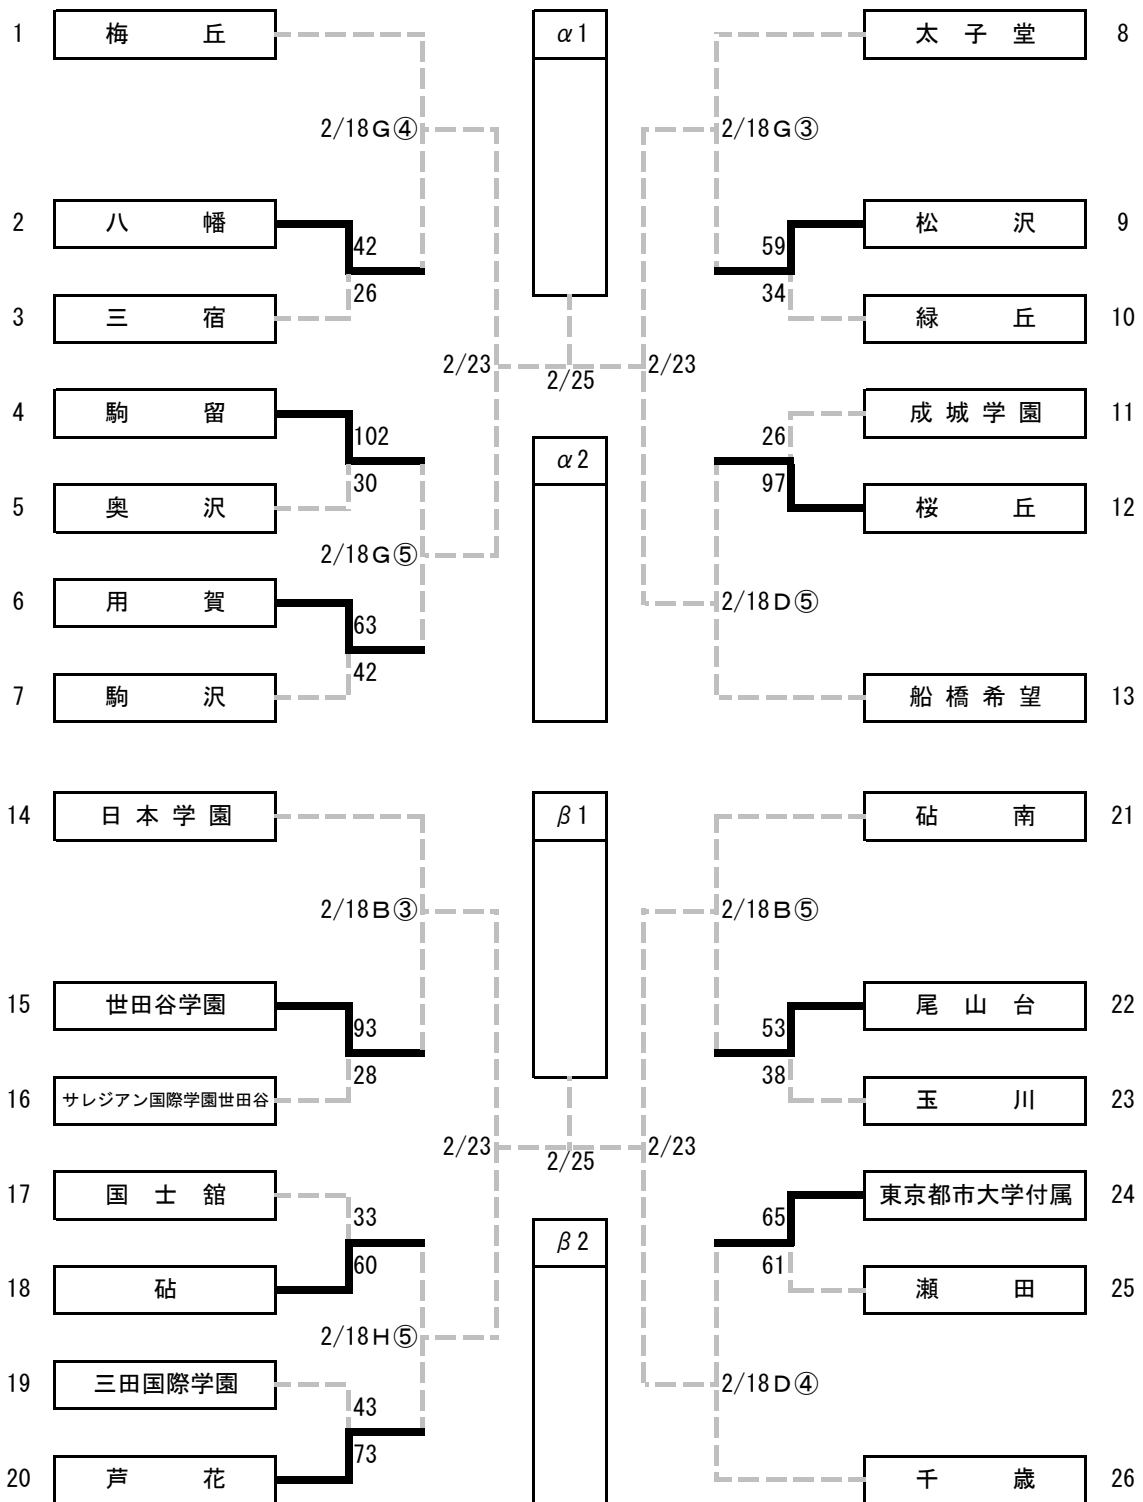 1 梅丘 α1 太子堂 8
2/18G④ 2/18G③
2 八幡 松沢 9
42 59
26 34
3 三宿 緑丘 10
2/23 2/25 2/23
4 駒留 成城学園 11
102 26
α2
30 97
5 奥沢 桜丘 12
2/18G⑤
6 用賀 2/18D⑤
63
42
7 駒沢 船橋希望 13
14 日本学園 β1 砧南 21
2/18B③ 2/18B⑤
15 世田谷学園 尾山台 22
93 53
28 38
16 サレジアン国際学園世田谷 玉川 23
2/23 2/25 2/23
17 国士舘 東京都市大学付属 24
33 65
β2
60 61
18 砧 瀬田 25
2/18H⑤
19 三田国際学園 2/18D④
43
73
20 芦花 千歳 26